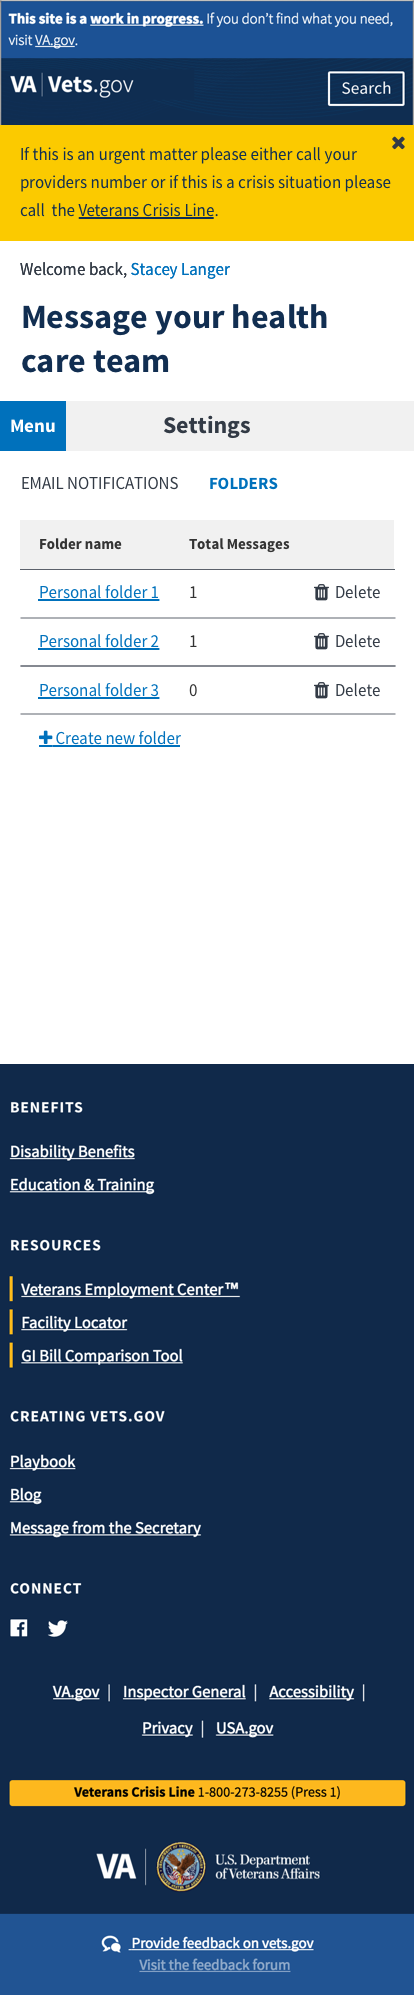 This site is a work in progress. If you don't find what you need,
visit VA.gov.
VA | Vets.gov
Search
If this is an urgent matter please either call your
providers number or if this is a crisis situation please
call the Veterans Crisis Line.
Welcome back, Stacey Langer
Message your health
care team
Menu
Settings
EMAIL NOTIFICATIONS FOLDERS
Folder name Total Messages
Personal folder 1 1 Delete
Personal folder 2 1 Delete
Personal folder 3 0 Delete
Create new folder
BENEFITS
Disability Benefits
Education & Training
RESOURCES
Veterans Employment Center™
Facility Locator
GI Bill Comparison Tool
CREATING VETS.GOV
Playbook
Blog
Message from the Secretary
CONNECT
VA.gov | Inspector General | Accessibility |
Privacy | USA.gov
Veterans Crisis Line 1-800-273-8255 (Press 1)
VA | U.S. Department
of Veterans Affairs
Provide feedback on vets.gov
Visit the feedback forum